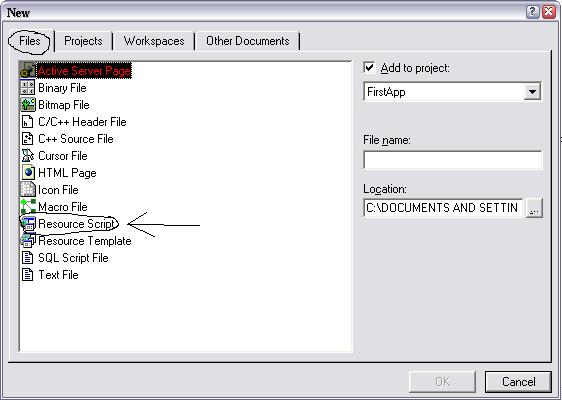 New
Files
Projects
Workspaces
Other Documents
Active Server Page
Binary File
Bitmap File
C/C++ Header File
C++ Source File
Cursor File
HTML Page
Icon File
Macro File
Resource Script
Resource Template
SQL Script File
Text File
Add to project:
FirstApp
File name:
Location:
C:\DOCUMENTS AND SETTIN
...
OK
Cancel